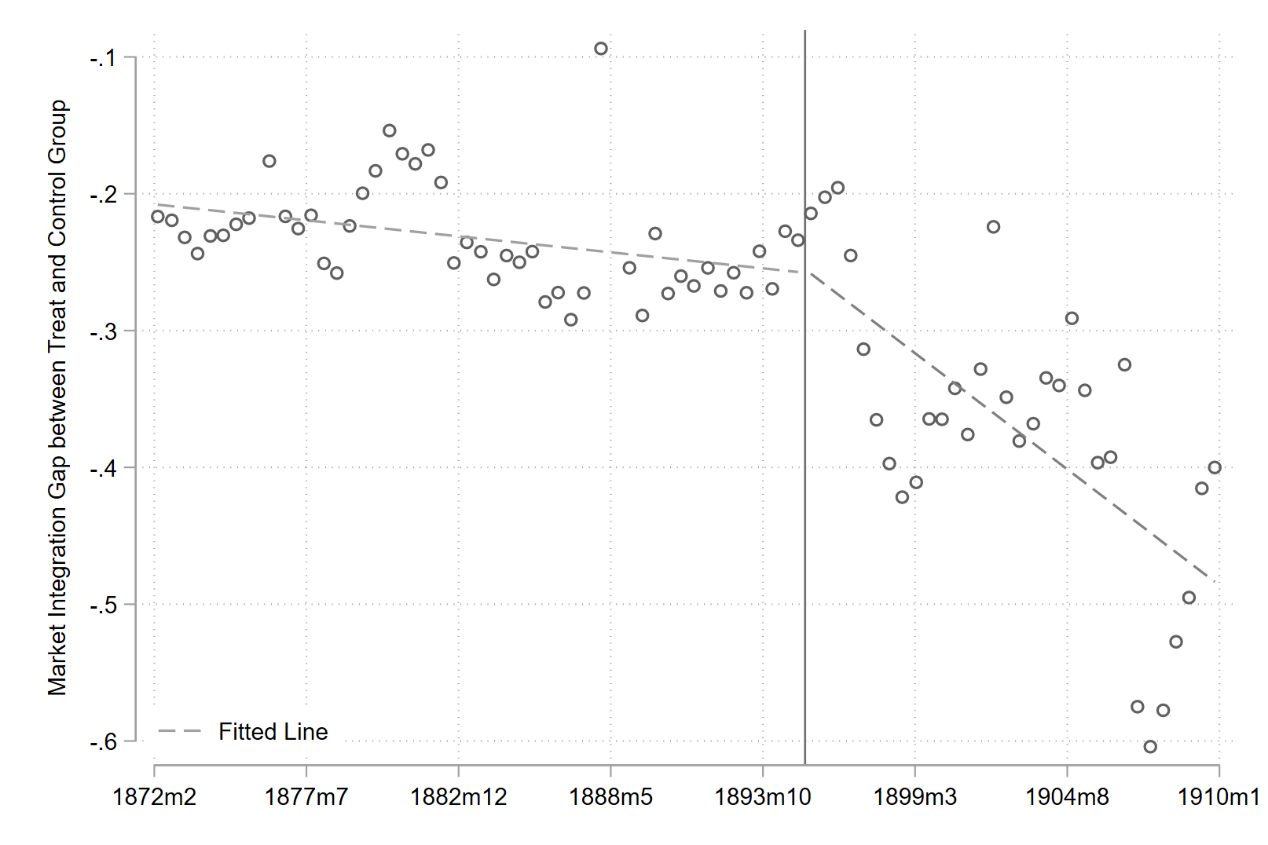 Market Integration Gap between Treat and Control Group
-.1
-.2
-.3
-.4
-.5
-.6
Fitted Line
1872m2 1877m7 1882m12 1888m5 1893m10 1899m3 1904m8 1910m1